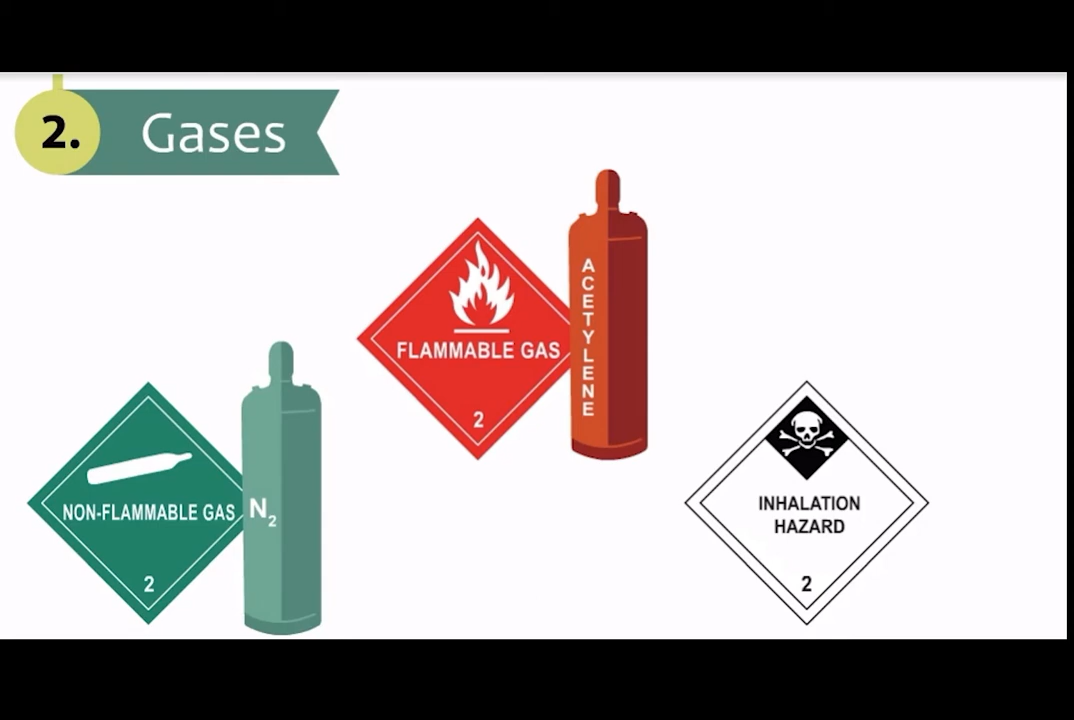 2. Gases
FLAMMABLE GAS
2
ACETYLENE
NON-FLAMMABLE GAS
2
N2
INHALATION
HAZARD
2